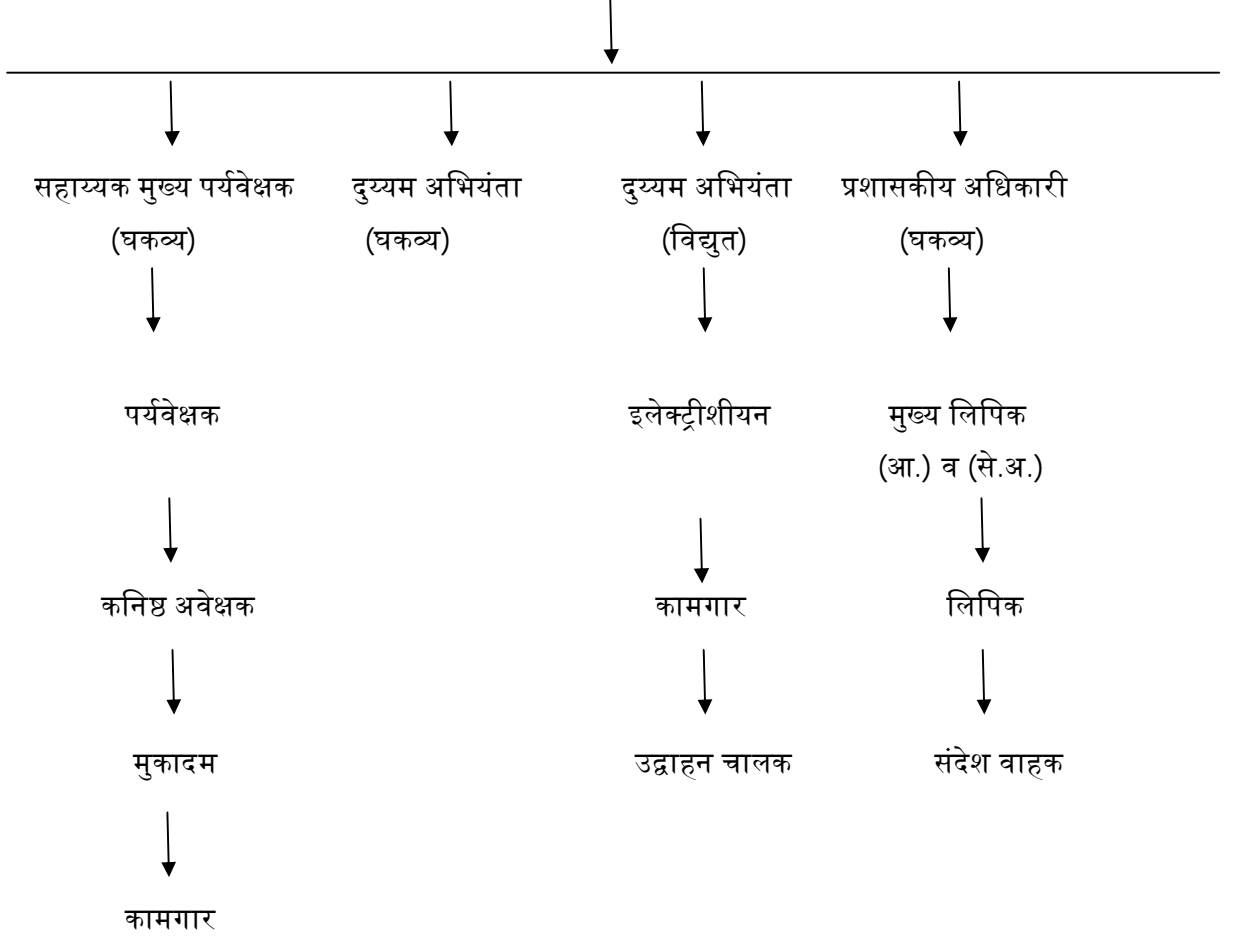 सहाय्यक मुख्य पर्यवेक्षक दुय्यम अभियंता दुय्यम अभियंता प्रशासकीय अधिकारी
(घकव्य) (घकव्य) (विद्युत) (घकव्य)
पर्यवेक्षक इलेक्ट्रीशीयन मुख्य लिपिक
(आ.) व (से.अ.)
कनिष्ठ अवेक्षक कामगार लिपिक
मुकादम उद्वाहन चालक संदेश वाहक
कामगार